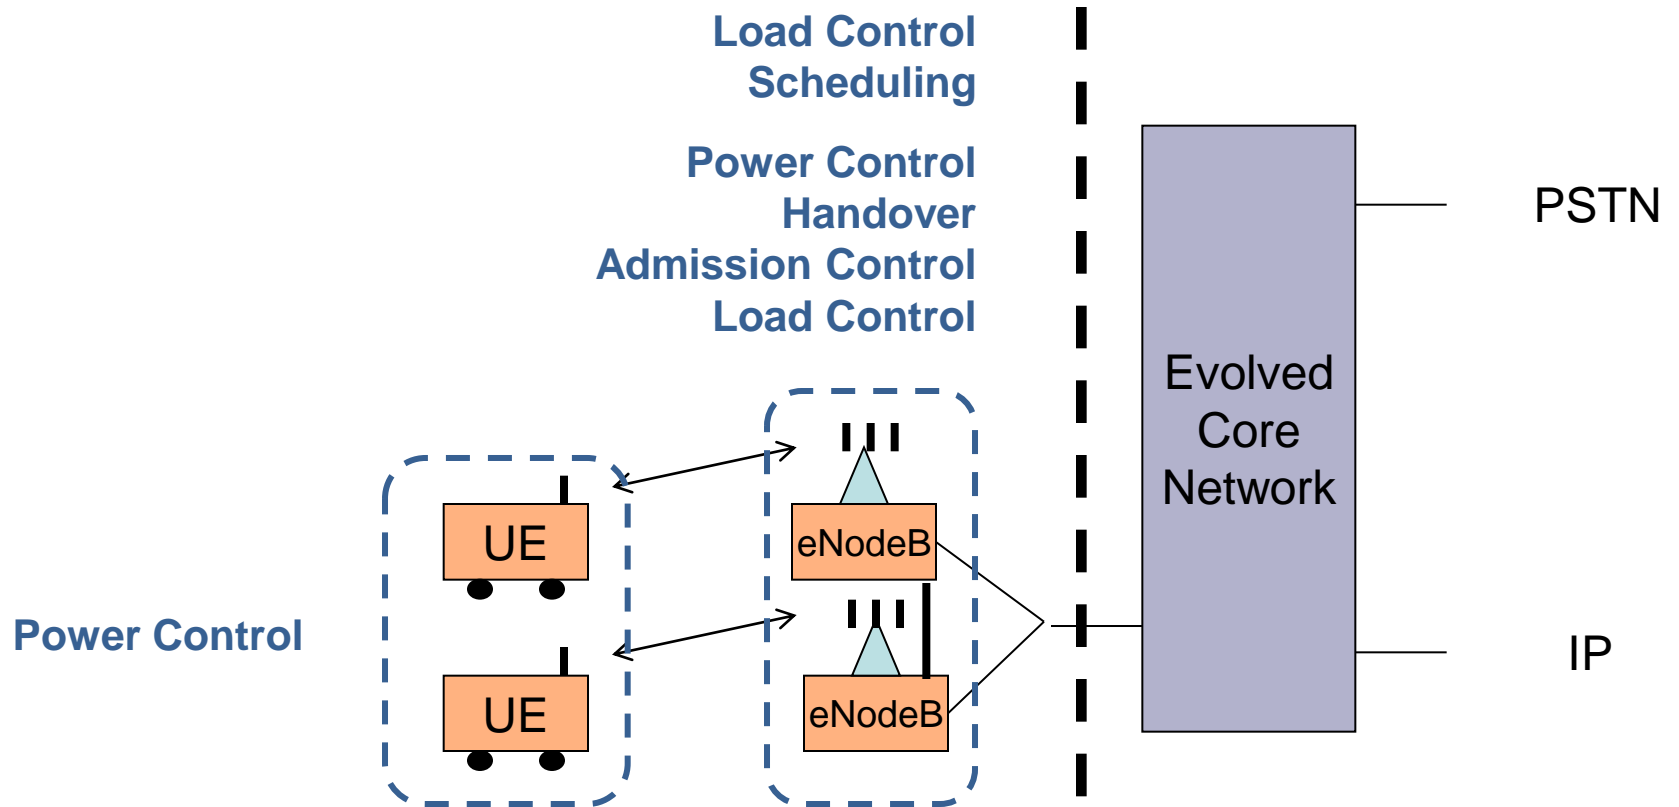 Load Control
Scheduling
Power Control
Handover
Admission Control
Load Control
PSTN
Evolved
Core
Network
UE
eNodeB
Power Control
IP
UE
eNodeB